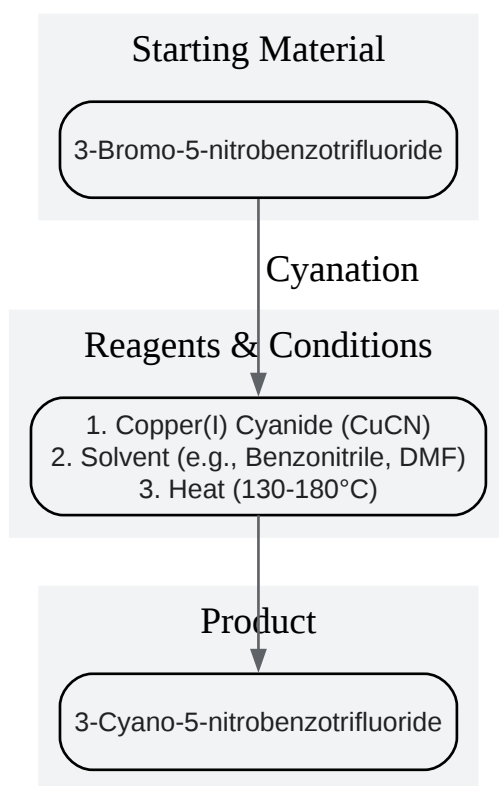 Starting Material
3-Bromo-5-nitrobenzotrifluoride
Cyanation
Reagents & Conditions
1. Copper(I) Cyanide (CuCN)
2. Solvent (e.g., Benzonitrile, DMF)
3. Heat (130-180°C)
Product
3-Cyano-5-nitrobenzotrifluoride